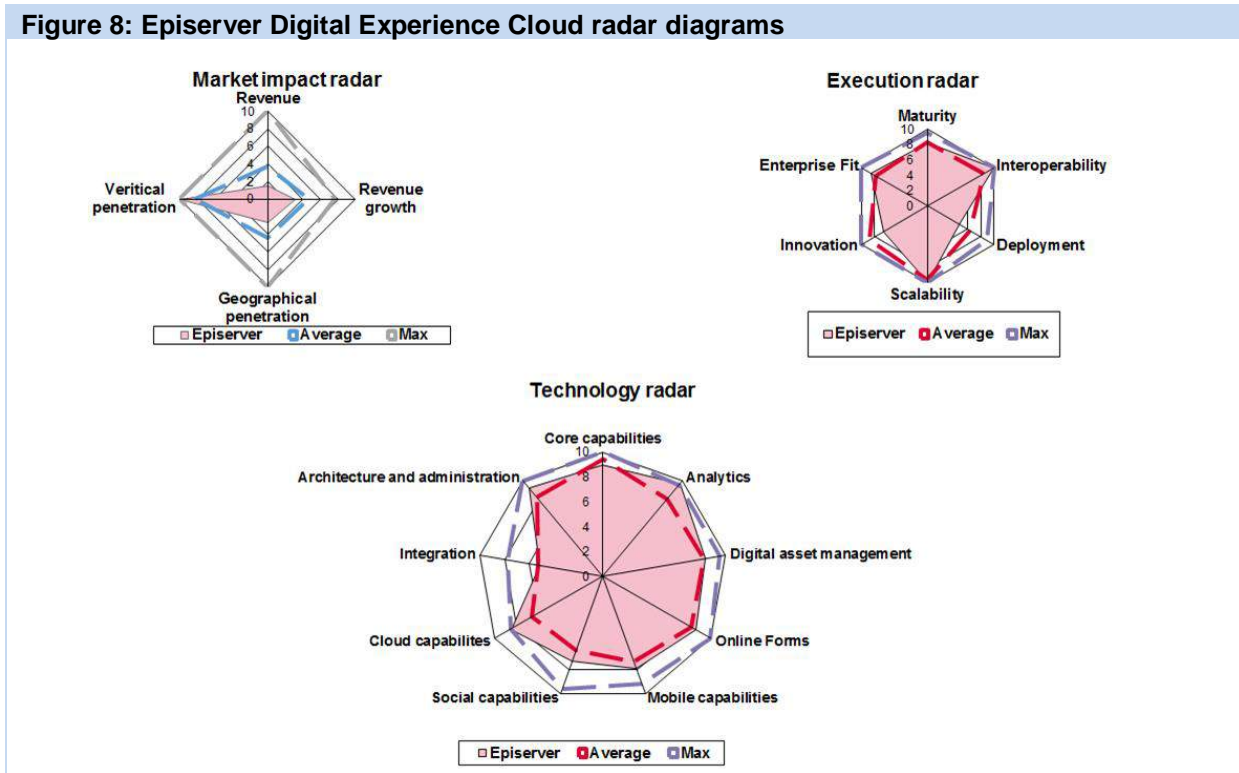 Figure 8: Episerver Digital Experience Cloud radar diagrams
Market impact radar
Revenue
10
8
6
4
2
0
Veritical
penetration
Revenue
growth
Geographical
penetration
Episerver Average Max
Execution radar
Maturity
10
8
6
4
2
0
Enterprise Fit
Interoperability
Innovation
Deployment
Scalability
Episerver Average Max
Technology radar
Core capabilities
10
8
6
4
2
0
Architecture and administration
Analytics
Integration
Digital asset management
Cloud capabilites
Online Forms
Social capabilities
Mobile capabilities
Episerver Average Max